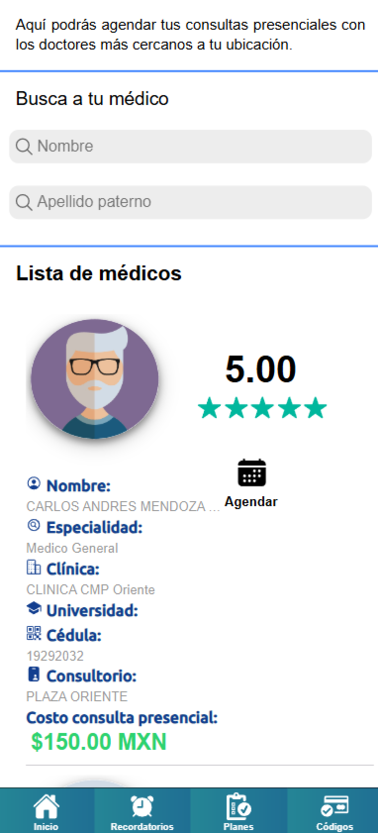 Aquí podrás agendar tus consultas presenciales con
los doctores más cercanos a tu ubicación.
Busca a tu médico
Nombre
Apellido paterno
Lista de médicos
5.00
Agendar
Nombre:
CARLOS ANDRES MENDOZA ...
Especialidad:
Medico General
Clínica:
CLINICA CMP Oriente
Universidad:
Cédula:
19292032
Consultorio:
PLAZA ORIENTE
Costo consulta presencial:
$150.00 MXN
Inicio
Recordatorios
Planes
Códigos